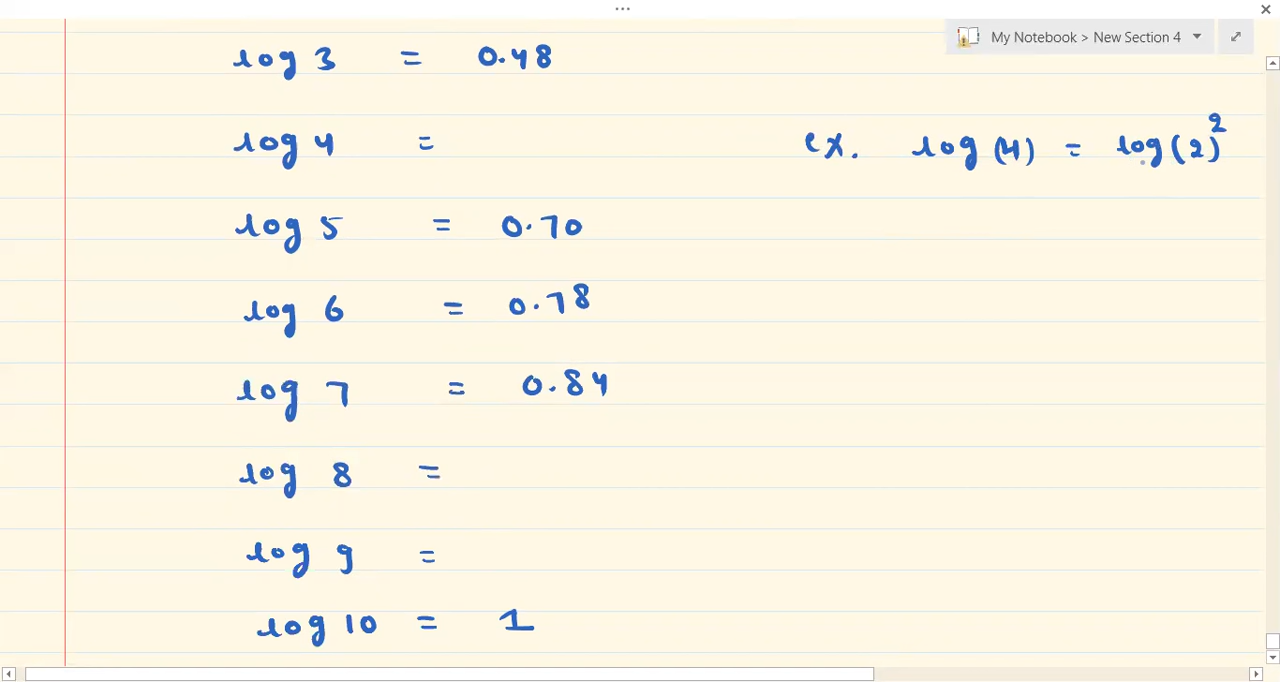 ...
My Notebook > New Section 4
log 3 = 0.48
log 4 =
ex. log (4) = log (2)²
log 5 = 0.70
log 6 = 0.78
log 7 = 0.84
log 8 =
log 9 =
log 10 = 1